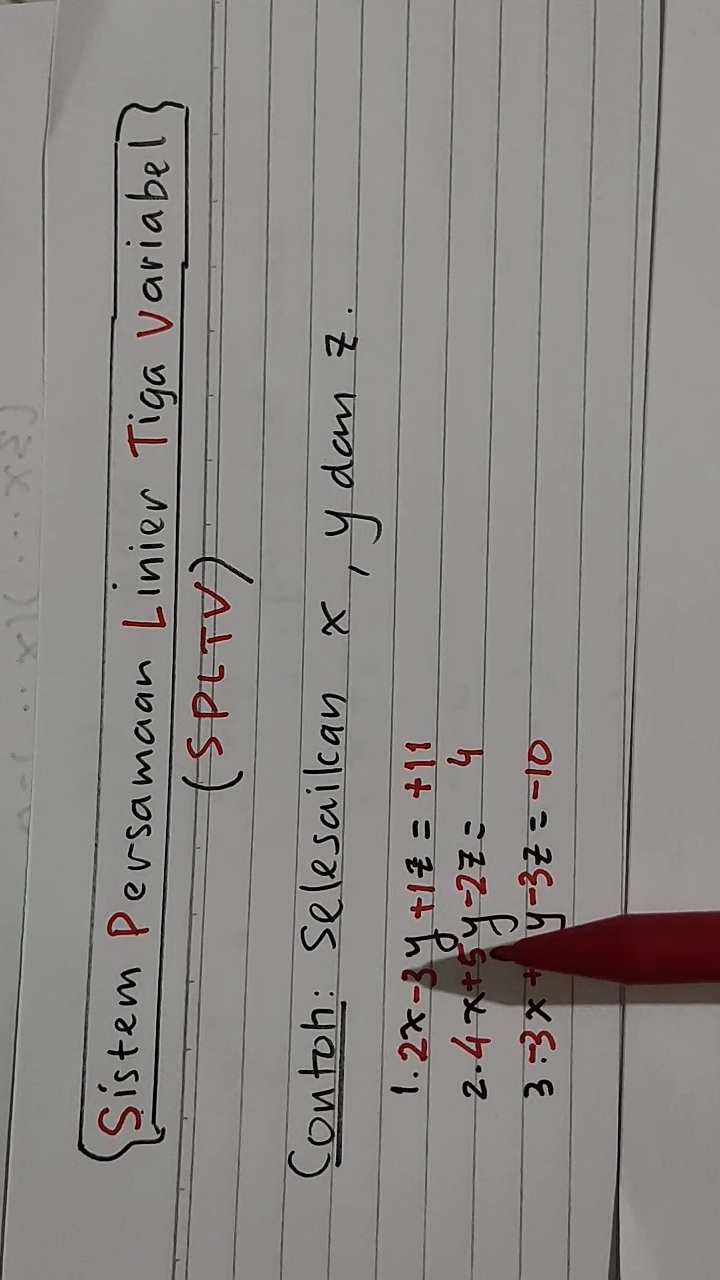 {Sistem Persamaan Linier Tiga Variabel}
(SPLTV)
Contoh: Selesaikan x, y dan z.
1. 2x-3y+1z=+11
2. 4x+5y-2z= 4
3. -3x+ y-3z=-10